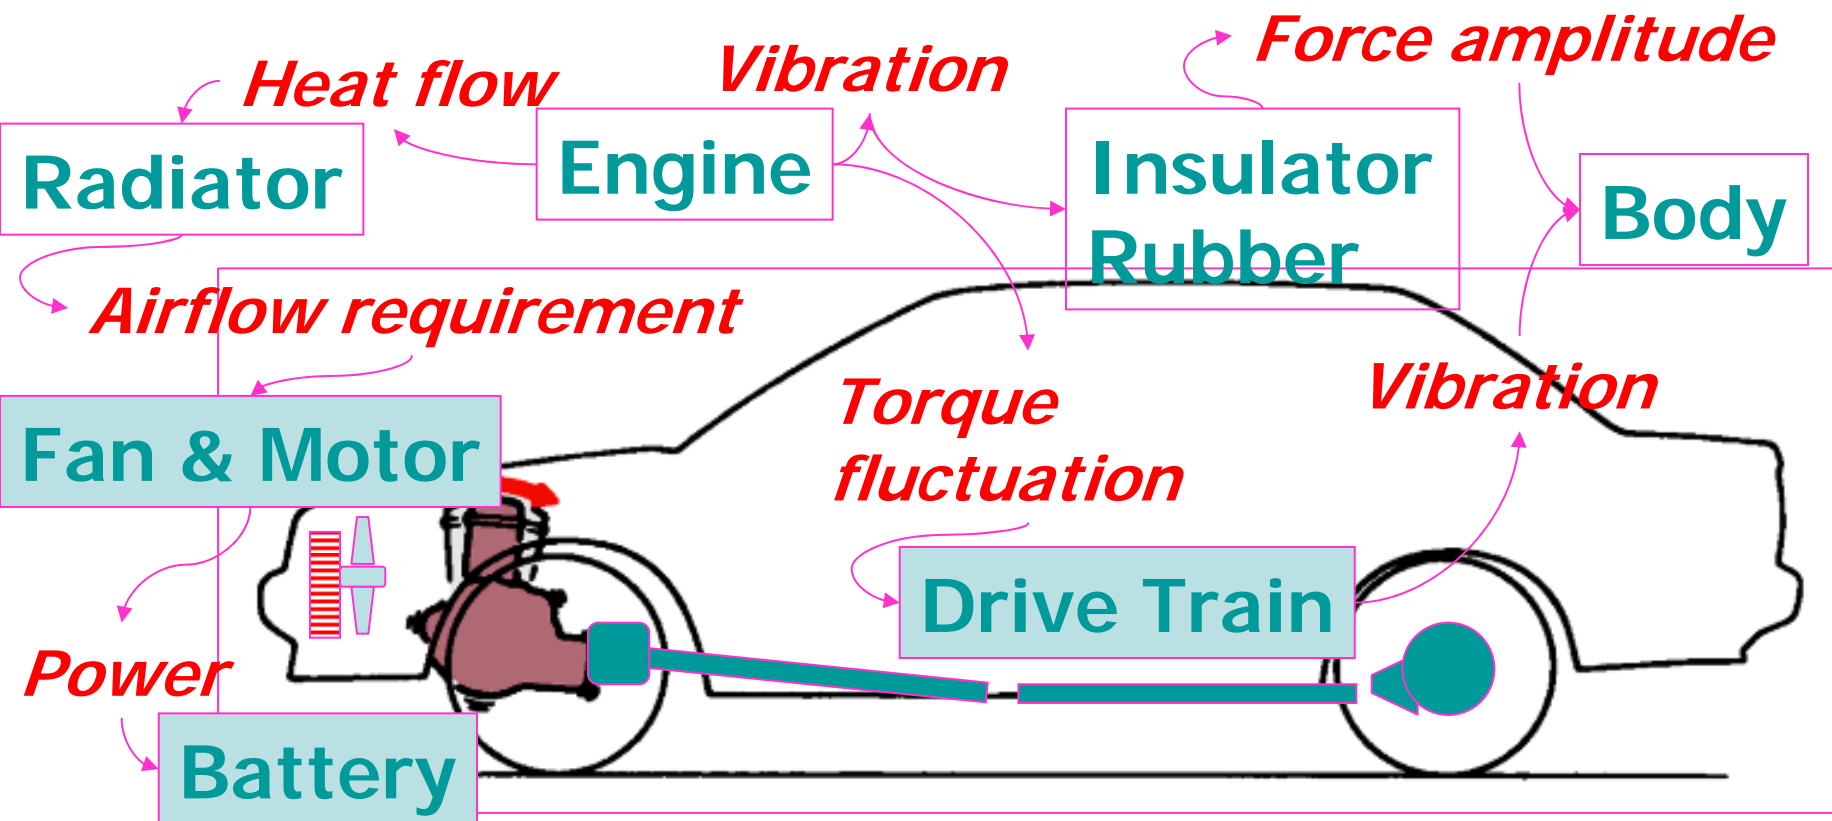 Force amplitude
Vibration
Heat flow
Engine
Insulator
Rubber
Radiator
Body
Airflow requirement
Torque
fluctuation
Vibration
Fan & Motor
Drive Train
Power
Battery